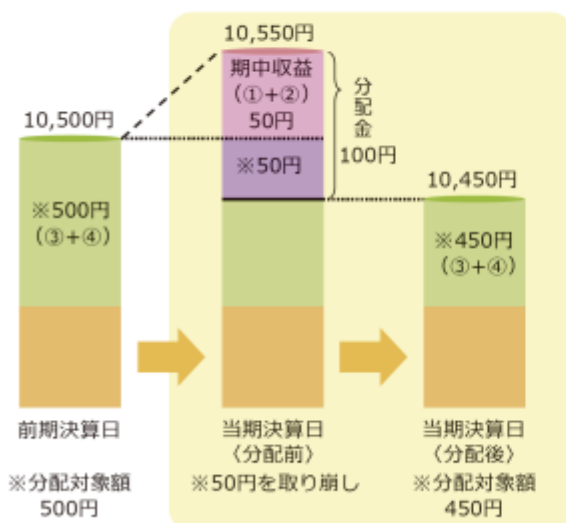 10,550円
期中収益
（①+②）
50円
分配金
100円
10,500円
※50円
10,450円
※500円
（③+④）
※450円
（③+④）
前期決算日
当期決算日
〈分配前〉
当期決算日
〈分配後〉
※分配対象額
500円
※50円を取り崩し
※分配対象額
450円